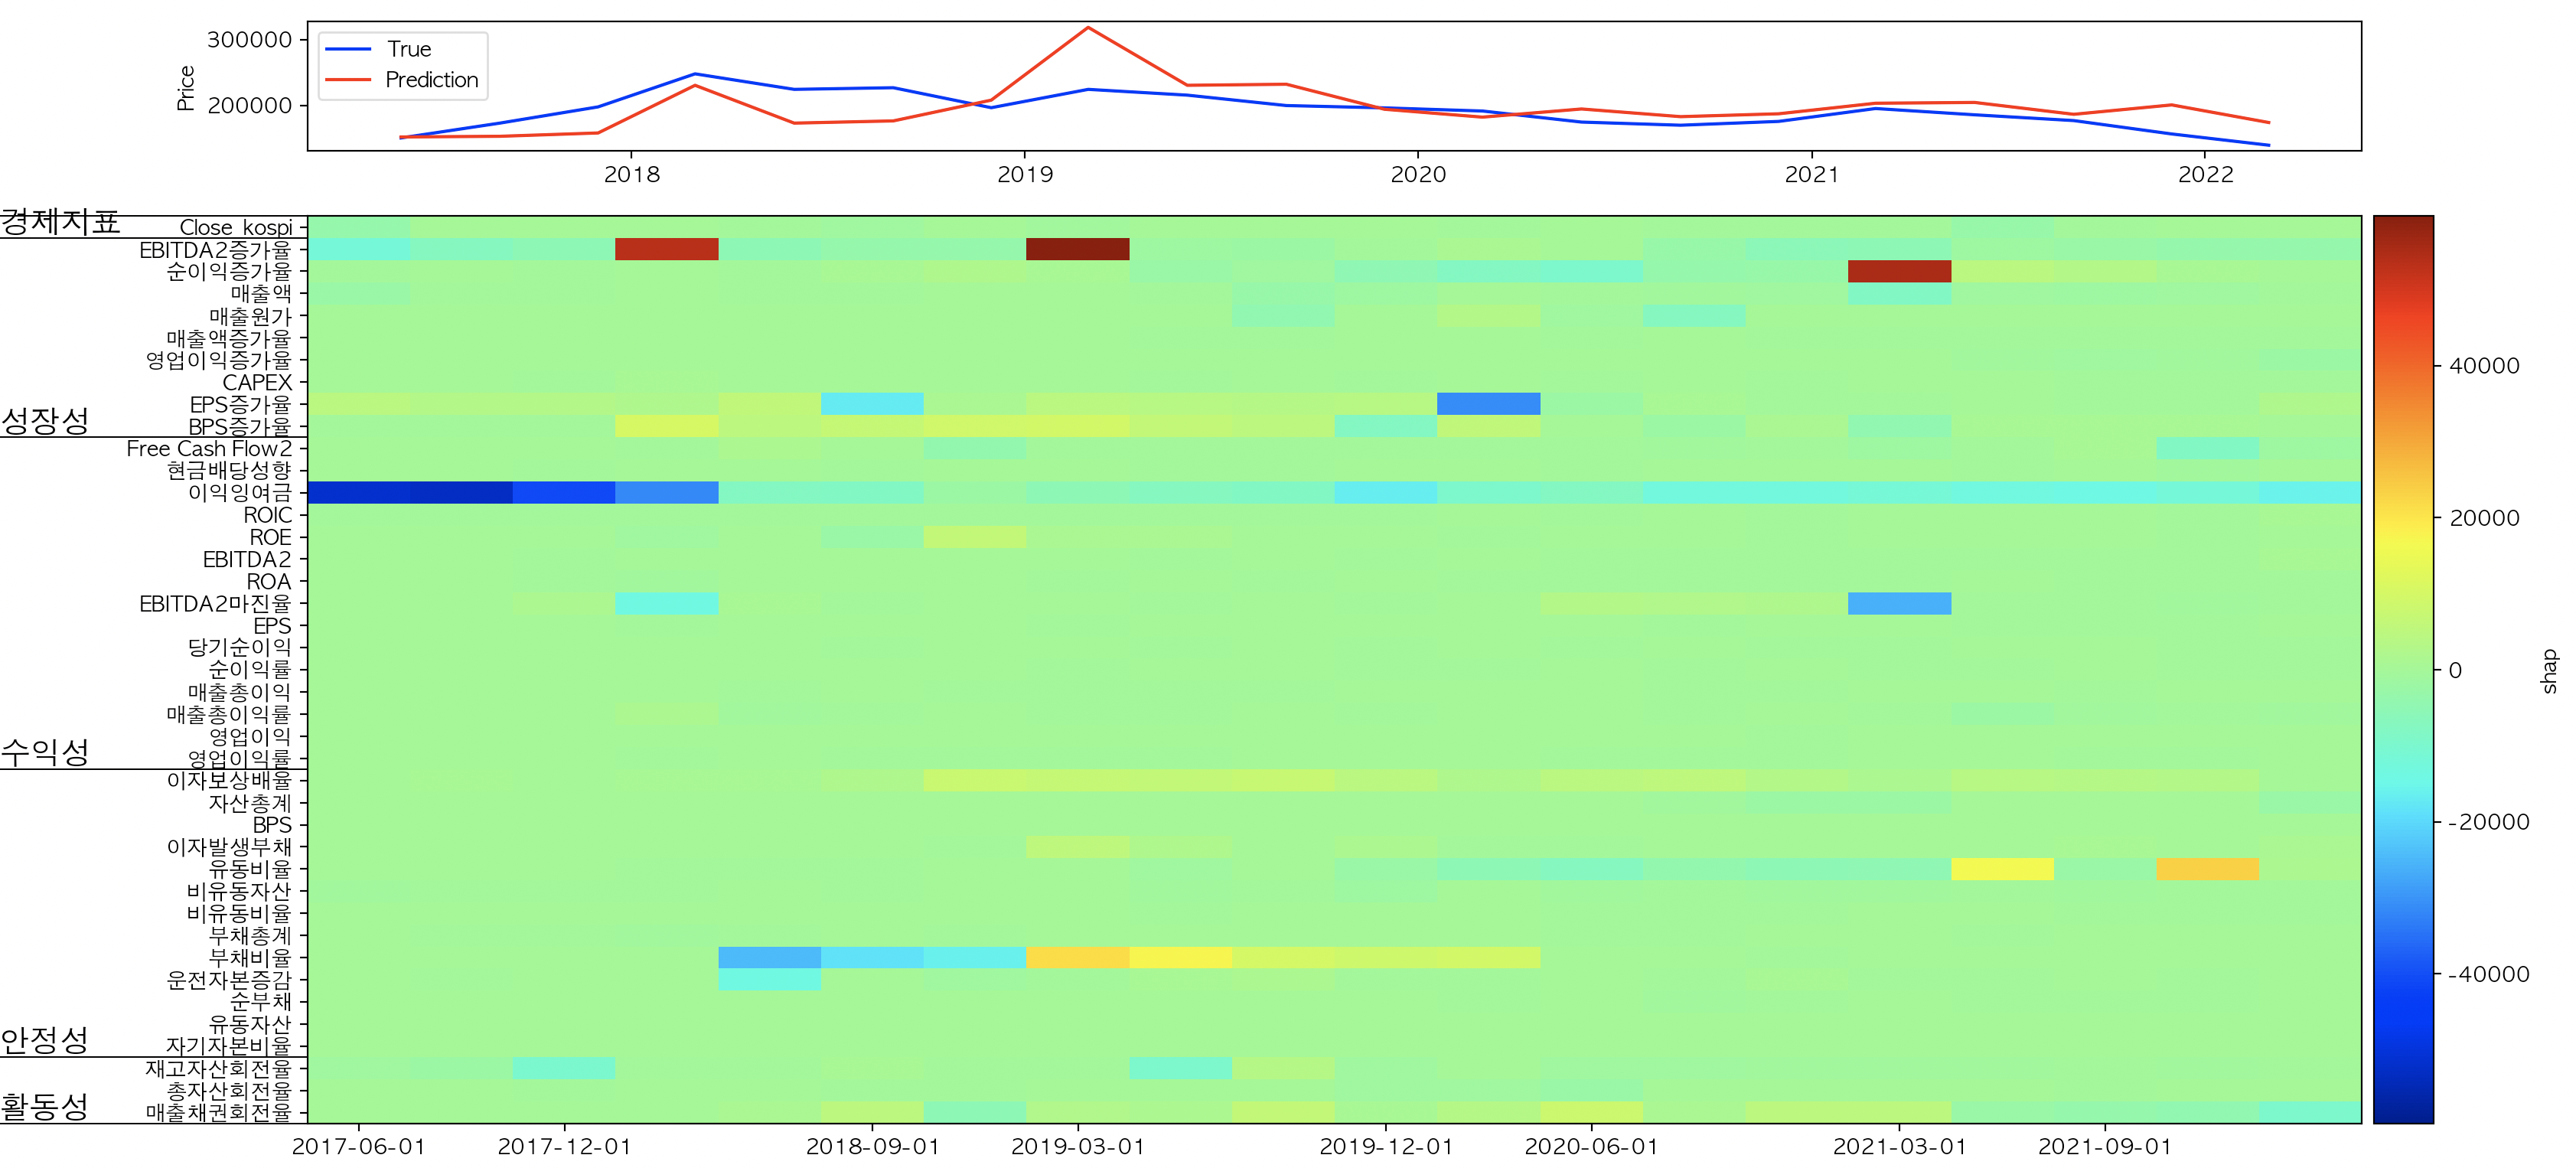 300000
200000
Price
True
Prediction
2018
2019
2020
2021
2022
경제지표
Close_kospi
EBITDA2증가율
순이익증가율
매출액
매출원가
매출액증가율
영업이익증가율
CAPEX
EPS증가율
성장성
BPS증가율
Free Cash Flow2
현금배당성향
이익잉여금
ROIC
ROE
EBITDA2
ROA
EBITDA2마진율
EPS
당기순이익
순이익률
매출총이익
매출총이익률
영업이익
수익성
영업이익률
이자보상배율
자산총계
BPS
이자발생부채
유동비율
비유동자산
비유동비율
부채총계
부채비율
운전자본증감
순부채
유동자산
안정성
자기자본비율
재고자산회전율
총자산회전율
활동성
매출채권회전율
2017-06-01
2017-12-01
2018-09-01
2019-03-01
2019-12-01
2020-06-01
2021-03-01
2021-09-01
40000
20000
0
-20000
-40000
shap